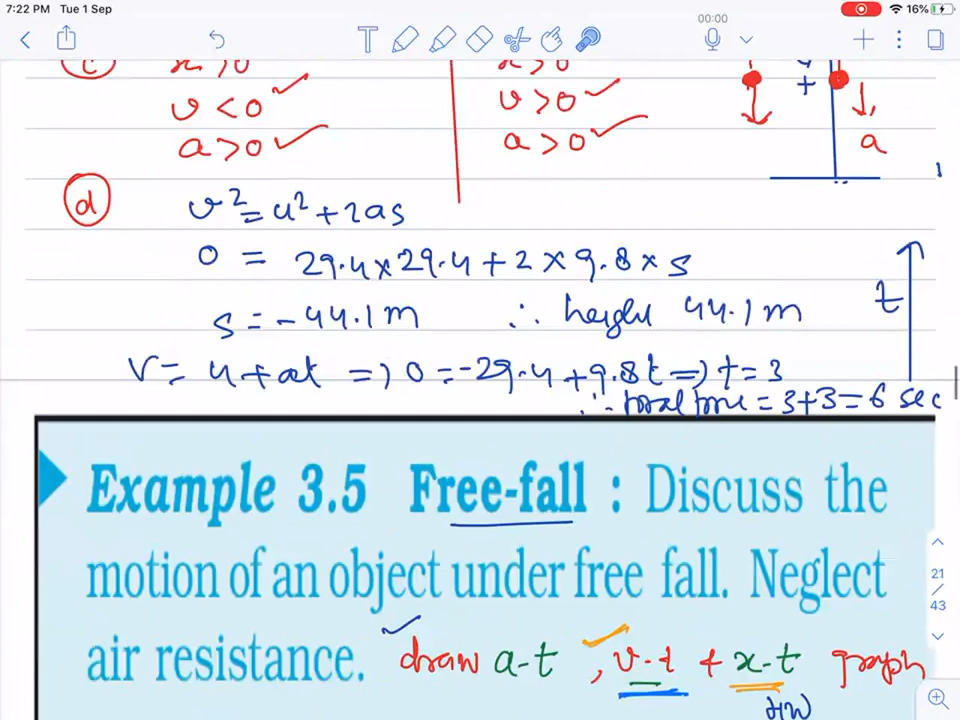 7:22 PM Tue 1 Sep
16%
00:00
T
c x > 0 x > 0
v < 0 v > 0
+
a > 0 a > 0 a
d v² = u² + 2as
0 = 29.4 × 29.4 + 2 × 9.8 × s
s = -44.1 m ∴ height 44.1 m t
v = u + at => 0 = -29.4 + 9.8t => t = 3
∴ total time = 3+3 = 6 sec
Example 3.5 Free-fall : Discuss the
motion of an object under free fall. Neglect
air resistance. draw a-t , v-t + x-t graph
HW
21
/
43